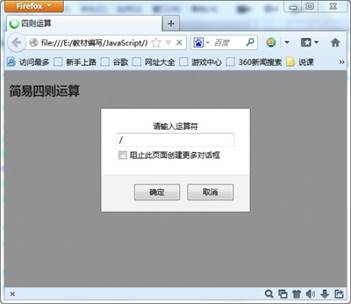 Firefox
四则运算
file:///E:/教材编写/JavaScript/J
百度
访问最多 新手上路 谷歌 网址大全 游戏中心 360新闻搜索 说课
简易四则运算
请输入运算符
/
阻止此页面创建更多对话框
确定 取消